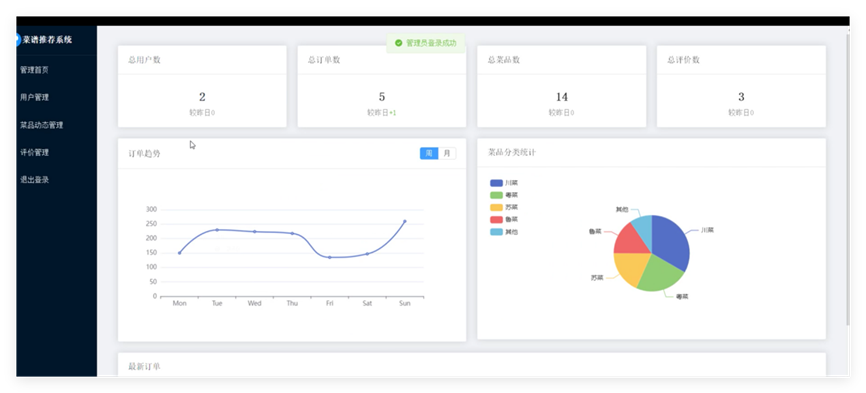 菜谱推荐系统
管理首页
用户管理
菜品动态管理
评价管理
退出登录
管理员登录成功
总用户数
2
较昨日0
总订单数
5
较昨日+1
总菜品数
14
较昨日0
总评价数
3
较昨日0
订单趋势
周 月
300
250
200
150
100
50
0
Mon Tue Wed Thu Fri Sat Sun
菜品分类统计
川菜
粤菜
苏菜
鲁菜
其他
其他
川菜
鲁菜
苏菜
粤菜
最新订单